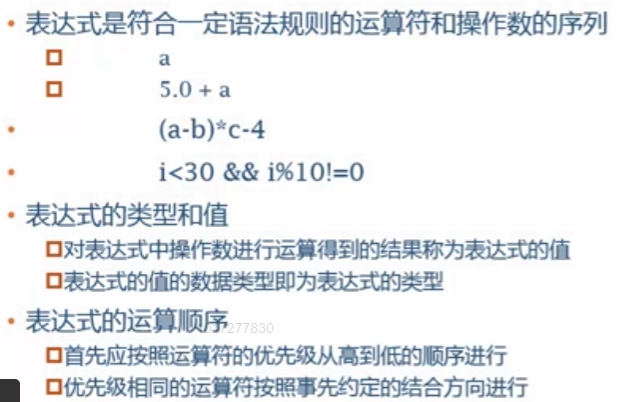 表达式是符合一定语法规则的运算符和操作数的序列
a
5.0 + a
(a-b)*c-4
i<30 && i%10!=0
表达式的类型和值
对表达式中操作数进行运算得到的结果称为表达式的值
表达式的值的数据类型即为表达式的类型
表达式的运算顺序
首先应按照运算符的优先级从高到低的顺序进行
优先级相同的运算符按照事先约定的结合方向进行